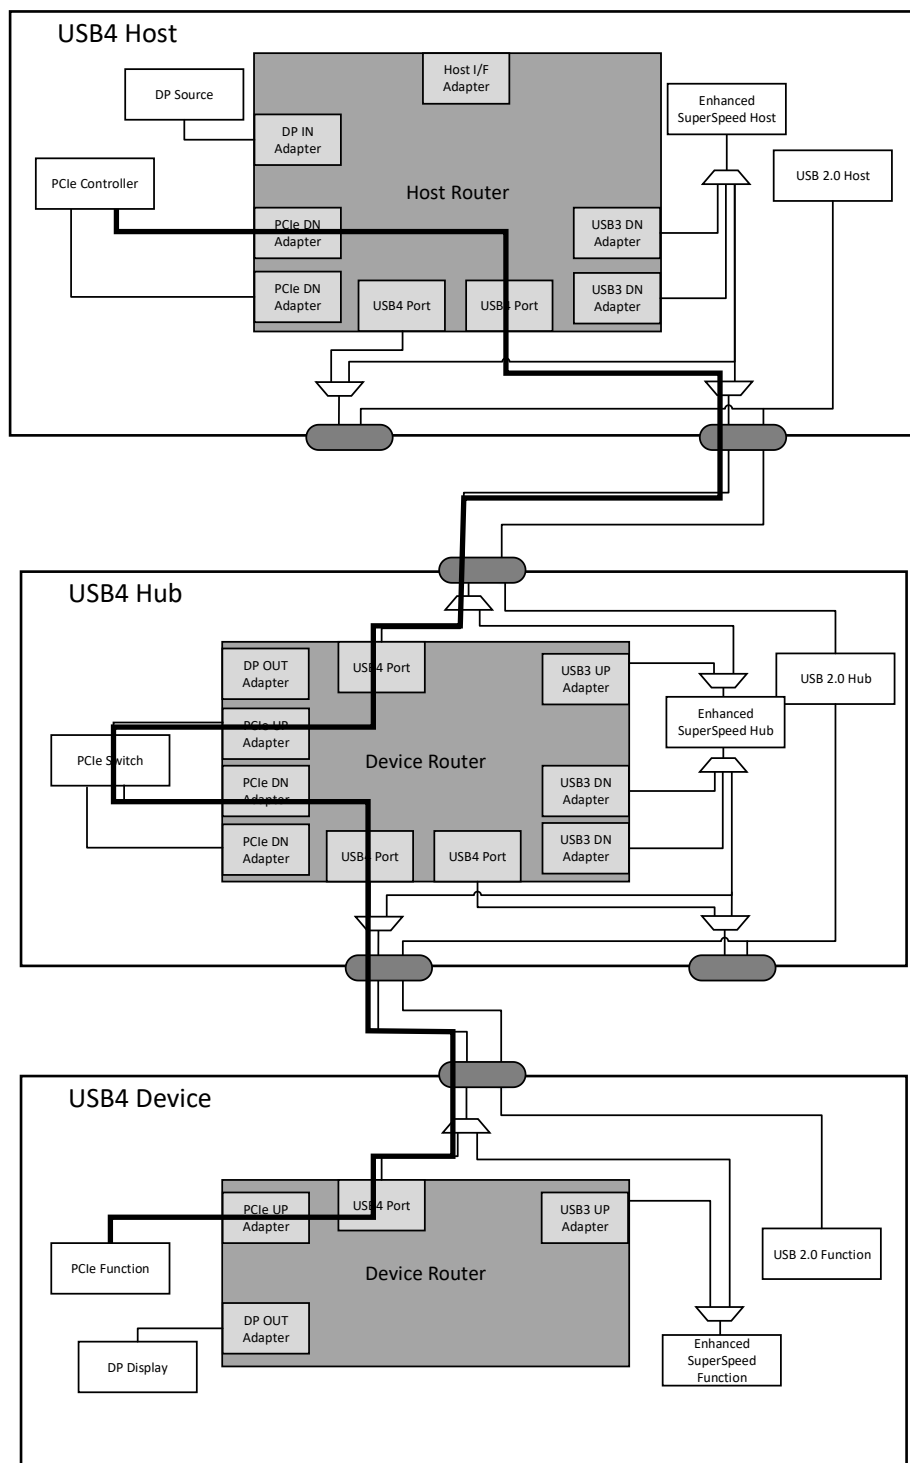 USB4 Host
Host I/F
Adapter
DP Source
Enhanced
SuperSpeed Host
DP IN
Adapter
USB 2.0 Host
PCIe Controller
Host Router
PCIe DN
Adapter
USB3 DN
Adapter
PCIe DN
Adapter
USB4 Port
USB4 Port
USB3 DN
Adapter
USB4 Hub
DP OUT
Adapter
USB4 Port
USB3 UP
Adapter
USB 2.0 Hub
PCIe UP
Adapter
Enhanced
SuperSpeed Hub
PCIe Switch
Device Router
PCIe DN
Adapter
USB3 DN
Adapter
PCIe DN
Adapter
USB4 Port
USB4 Port
USB3 DN
Adapter
USB4 Device
PCIe UP
Adapter
USB4 Port
USB3 UP
Adapter
PCIe Function
Device Router
USB 2.0 Function
DP OUT
Adapter
DP Display
Enhanced
SuperSpeed
Function